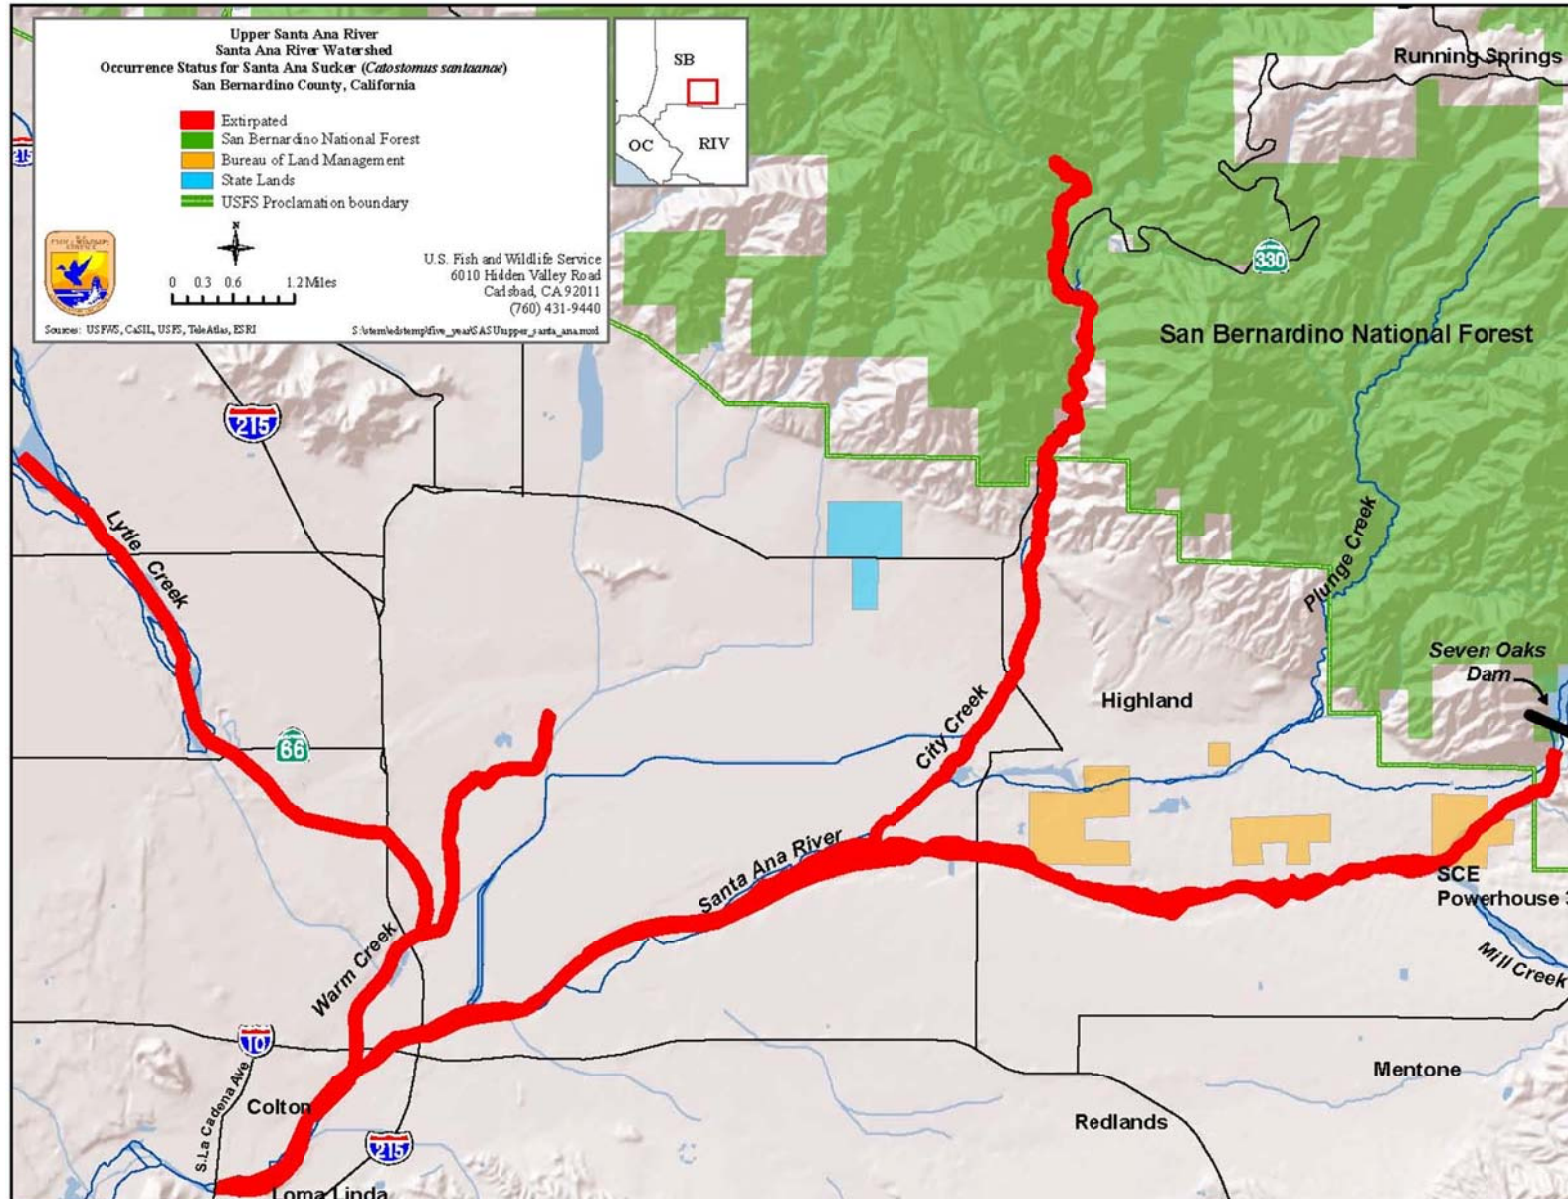 Upper Santa Ana River
Santa Ana River Watershed
Occurrence Status for Santa Ana Sucker (Catostomus santaanae)
San Bernardino County, California
Extirpated
San Bernardino National Forest
Bureau of Land Management
State Lands
USFS Proclamation boundary
N
0 0.3 0.6 1.2 Miles
U.S. Fish and Wildlife Service
6010 Hidden Valley Road
Carlsbad, CA 92011
(760) 431-9440
Sources: USFWS, CaSIL, USFS, TeleAtlas, ESRI
SB
OC
RIV
Running Springs
215
330
San Bernardino National Forest
215
Lytle Creek
Plunge Creek
Seven Oaks
Dam
Highland
City Creek
66
Santa Ana River
SCE
Powerhouse 3
Mill Creek
Warm Creek
10
S.La Cadena Ave
Colton
Mentone
Redlands
215
Loma Linda